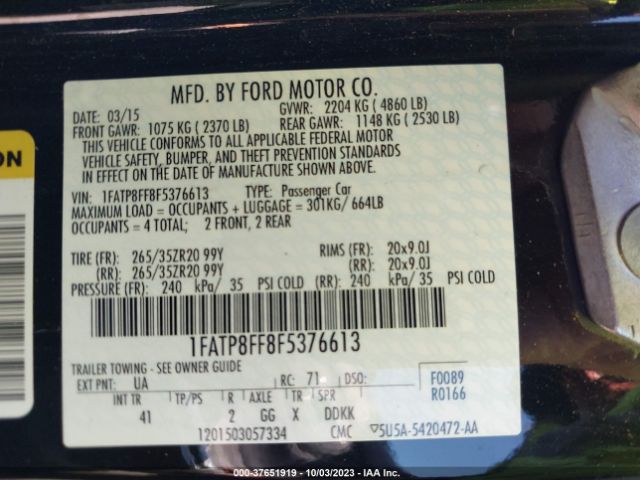 MFD. BY FORD MOTOR CO.
DATE: 03/15 GVWR: 2204 KG ( 4860 LB)
FRONT GAWR: 1075 KG ( 2370 LB) REAR GAWR: 1148 KG ( 2530 LB)
THIS VEHICLE CONFORMS TO ALL APPLICABLE FEDERAL MOTOR
VEHICLE SAFETY, BUMPER, AND THEFT PREVENTION STANDARDS
IN EFFECT ON THE DATE OF MANUFACTURE SHOWN ABOVE.
VIN: 1FATP8FF8F5376613 TYPE: Passenger Car
MAXIMUM LOAD = OCCUPANTS + LUGGAGE = 301KG/ 664LB
OCCUPANTS = 4 TOTAL; 2 FRONT, 2 REAR
TIRE (FR): 265/35ZR20 99Y RIMS (FR): 20x9.0J
(RR): 265/35ZR20 99Y (RR): 20x9.0J
PRESSURE (FR): 240 kPa/ 35 PSI COLD (RR): 240 kPa/ 35 PSI COLD
1FATP8FF8F5376613
TRAILER TOWING - SEE OWNER GUIDE
EXT PNT: UA RC: 71 DSO: F0089
INT TR TP/PS R AXLE TR SPR R0166
41 2 GG X DDKK
1201503057334 CMC ▽5U5A-5420472-AA
ON
000-37651919 - 10/03/2023 - IAA Inc.